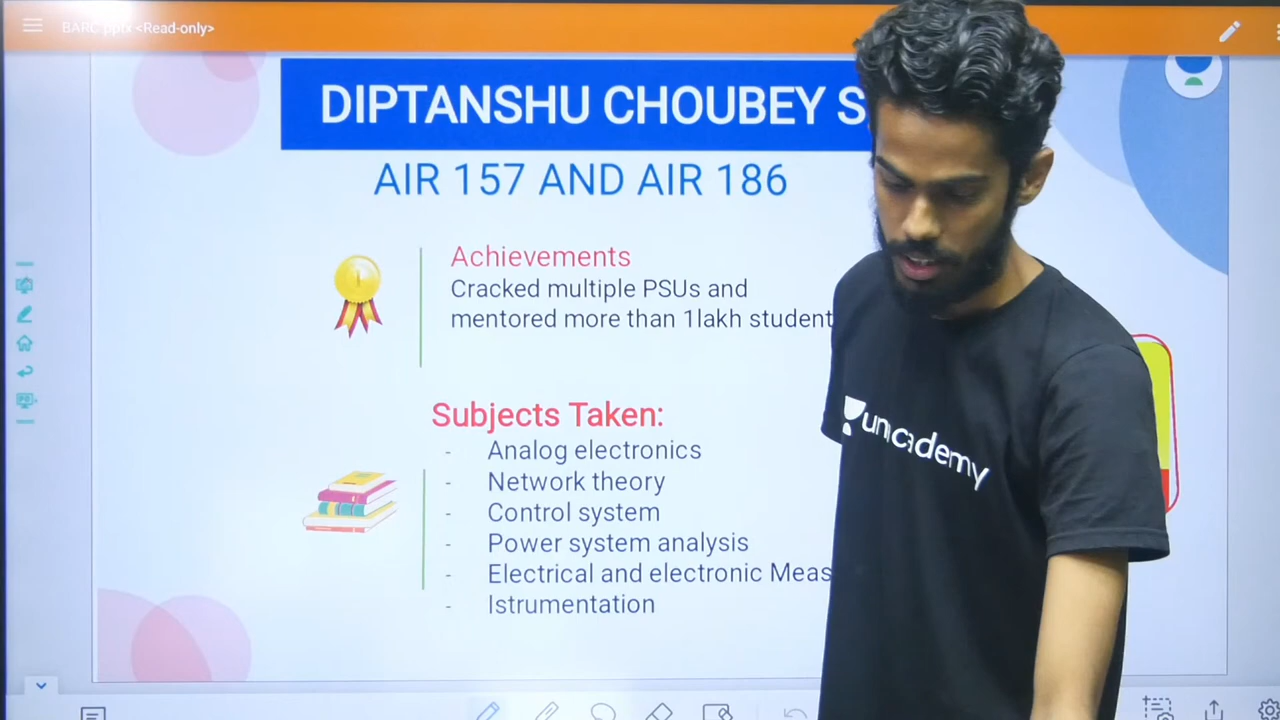 BARC.pptx <Read-only>
DIPTANSHU CHOUBEY S
AIR 157 AND AIR 186
Achievements
Cracked multiple PSUs and
mentored more than 1lakh student
Subjects Taken:
- Analog electronics
- Network theory
- Control system
- Power system analysis
- Electrical and electronic Meas
- Istrumentation
unacademy